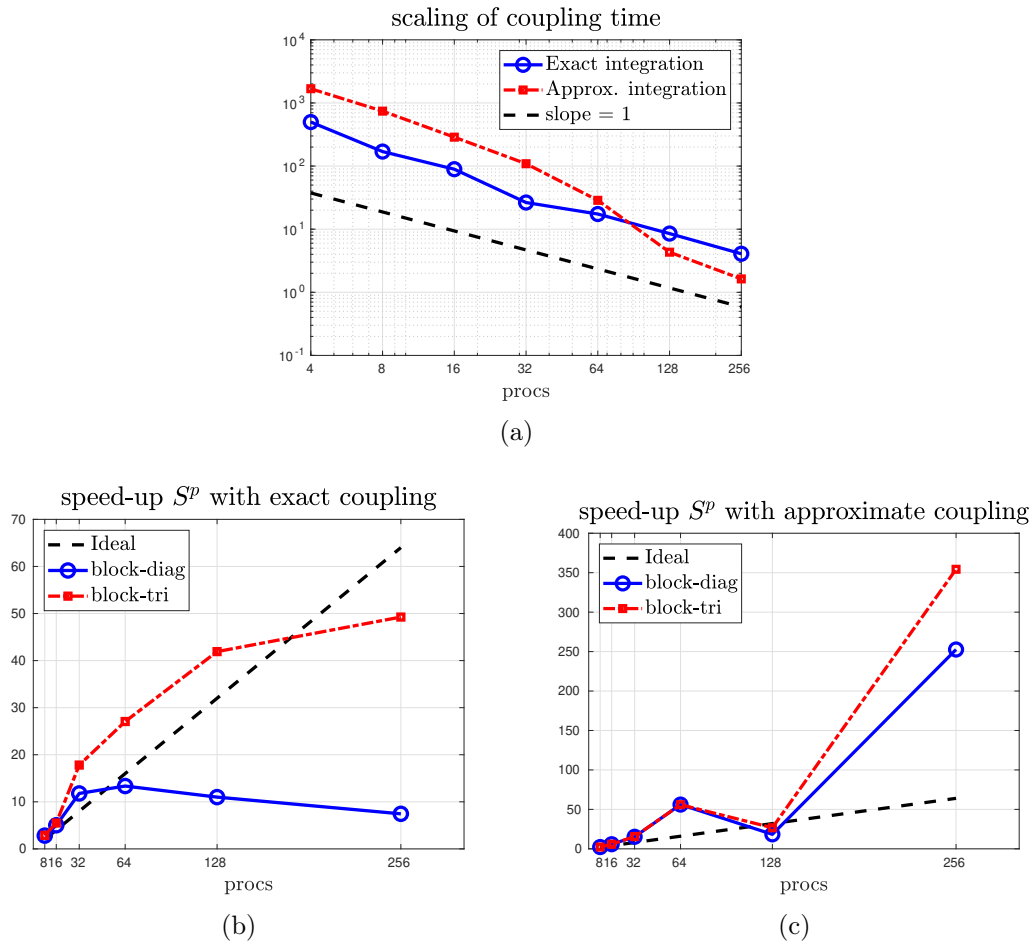 scaling of coupling time
10^4
10^3
10^2
10^1
10^0
10^-1
Exact integration
Approx. integration
slope = 1
4 8 16 32 64 128 256
procs
(a)
speed-up S^p with exact coupling
70
60
50
40
30
20
10
0
Ideal
block-diag
block-tri
8 16 32 64 128 256
procs
(b)
speed-up S^p with approximate coupling
400
350
300
250
200
150
100
50
0
Ideal
block-diag
block-tri
8 16 32 64 128 256
procs
(c)